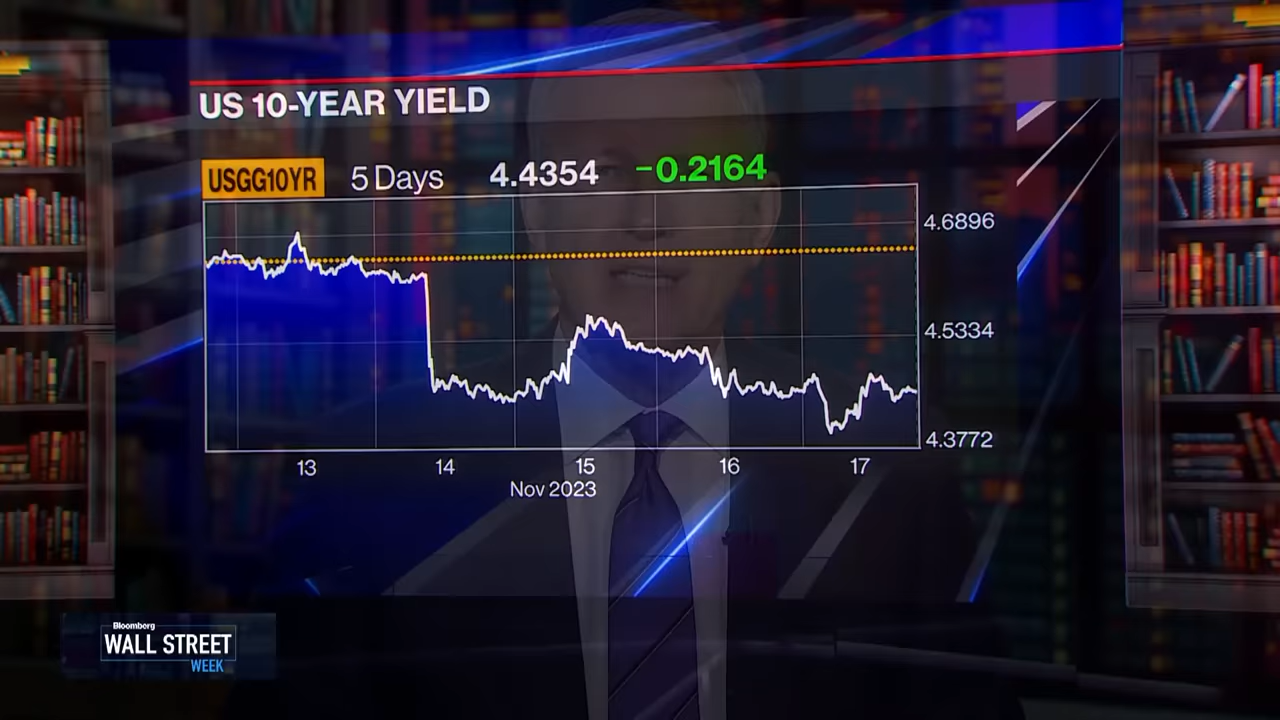 US 10-YEAR YIELD
USGG10YR 5 Days 4.4354 -0.2164
4.6896
4.5334
4.3772
13 14 15 16 17
Nov 2023
Bloomberg
WALL STREET
WEEK